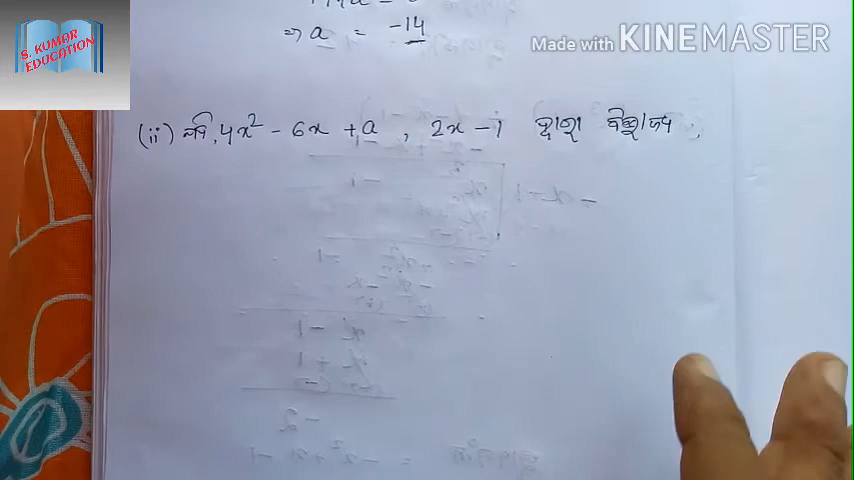 S. KUMAR
EDUCATION
⇒ a = -14
Made with KINEMASTER
(ii) ଯଦି, 4x² - 6x + a , 2x - 1 ଦ୍ୱାରା ବିଭାଜ୍ୟ ,